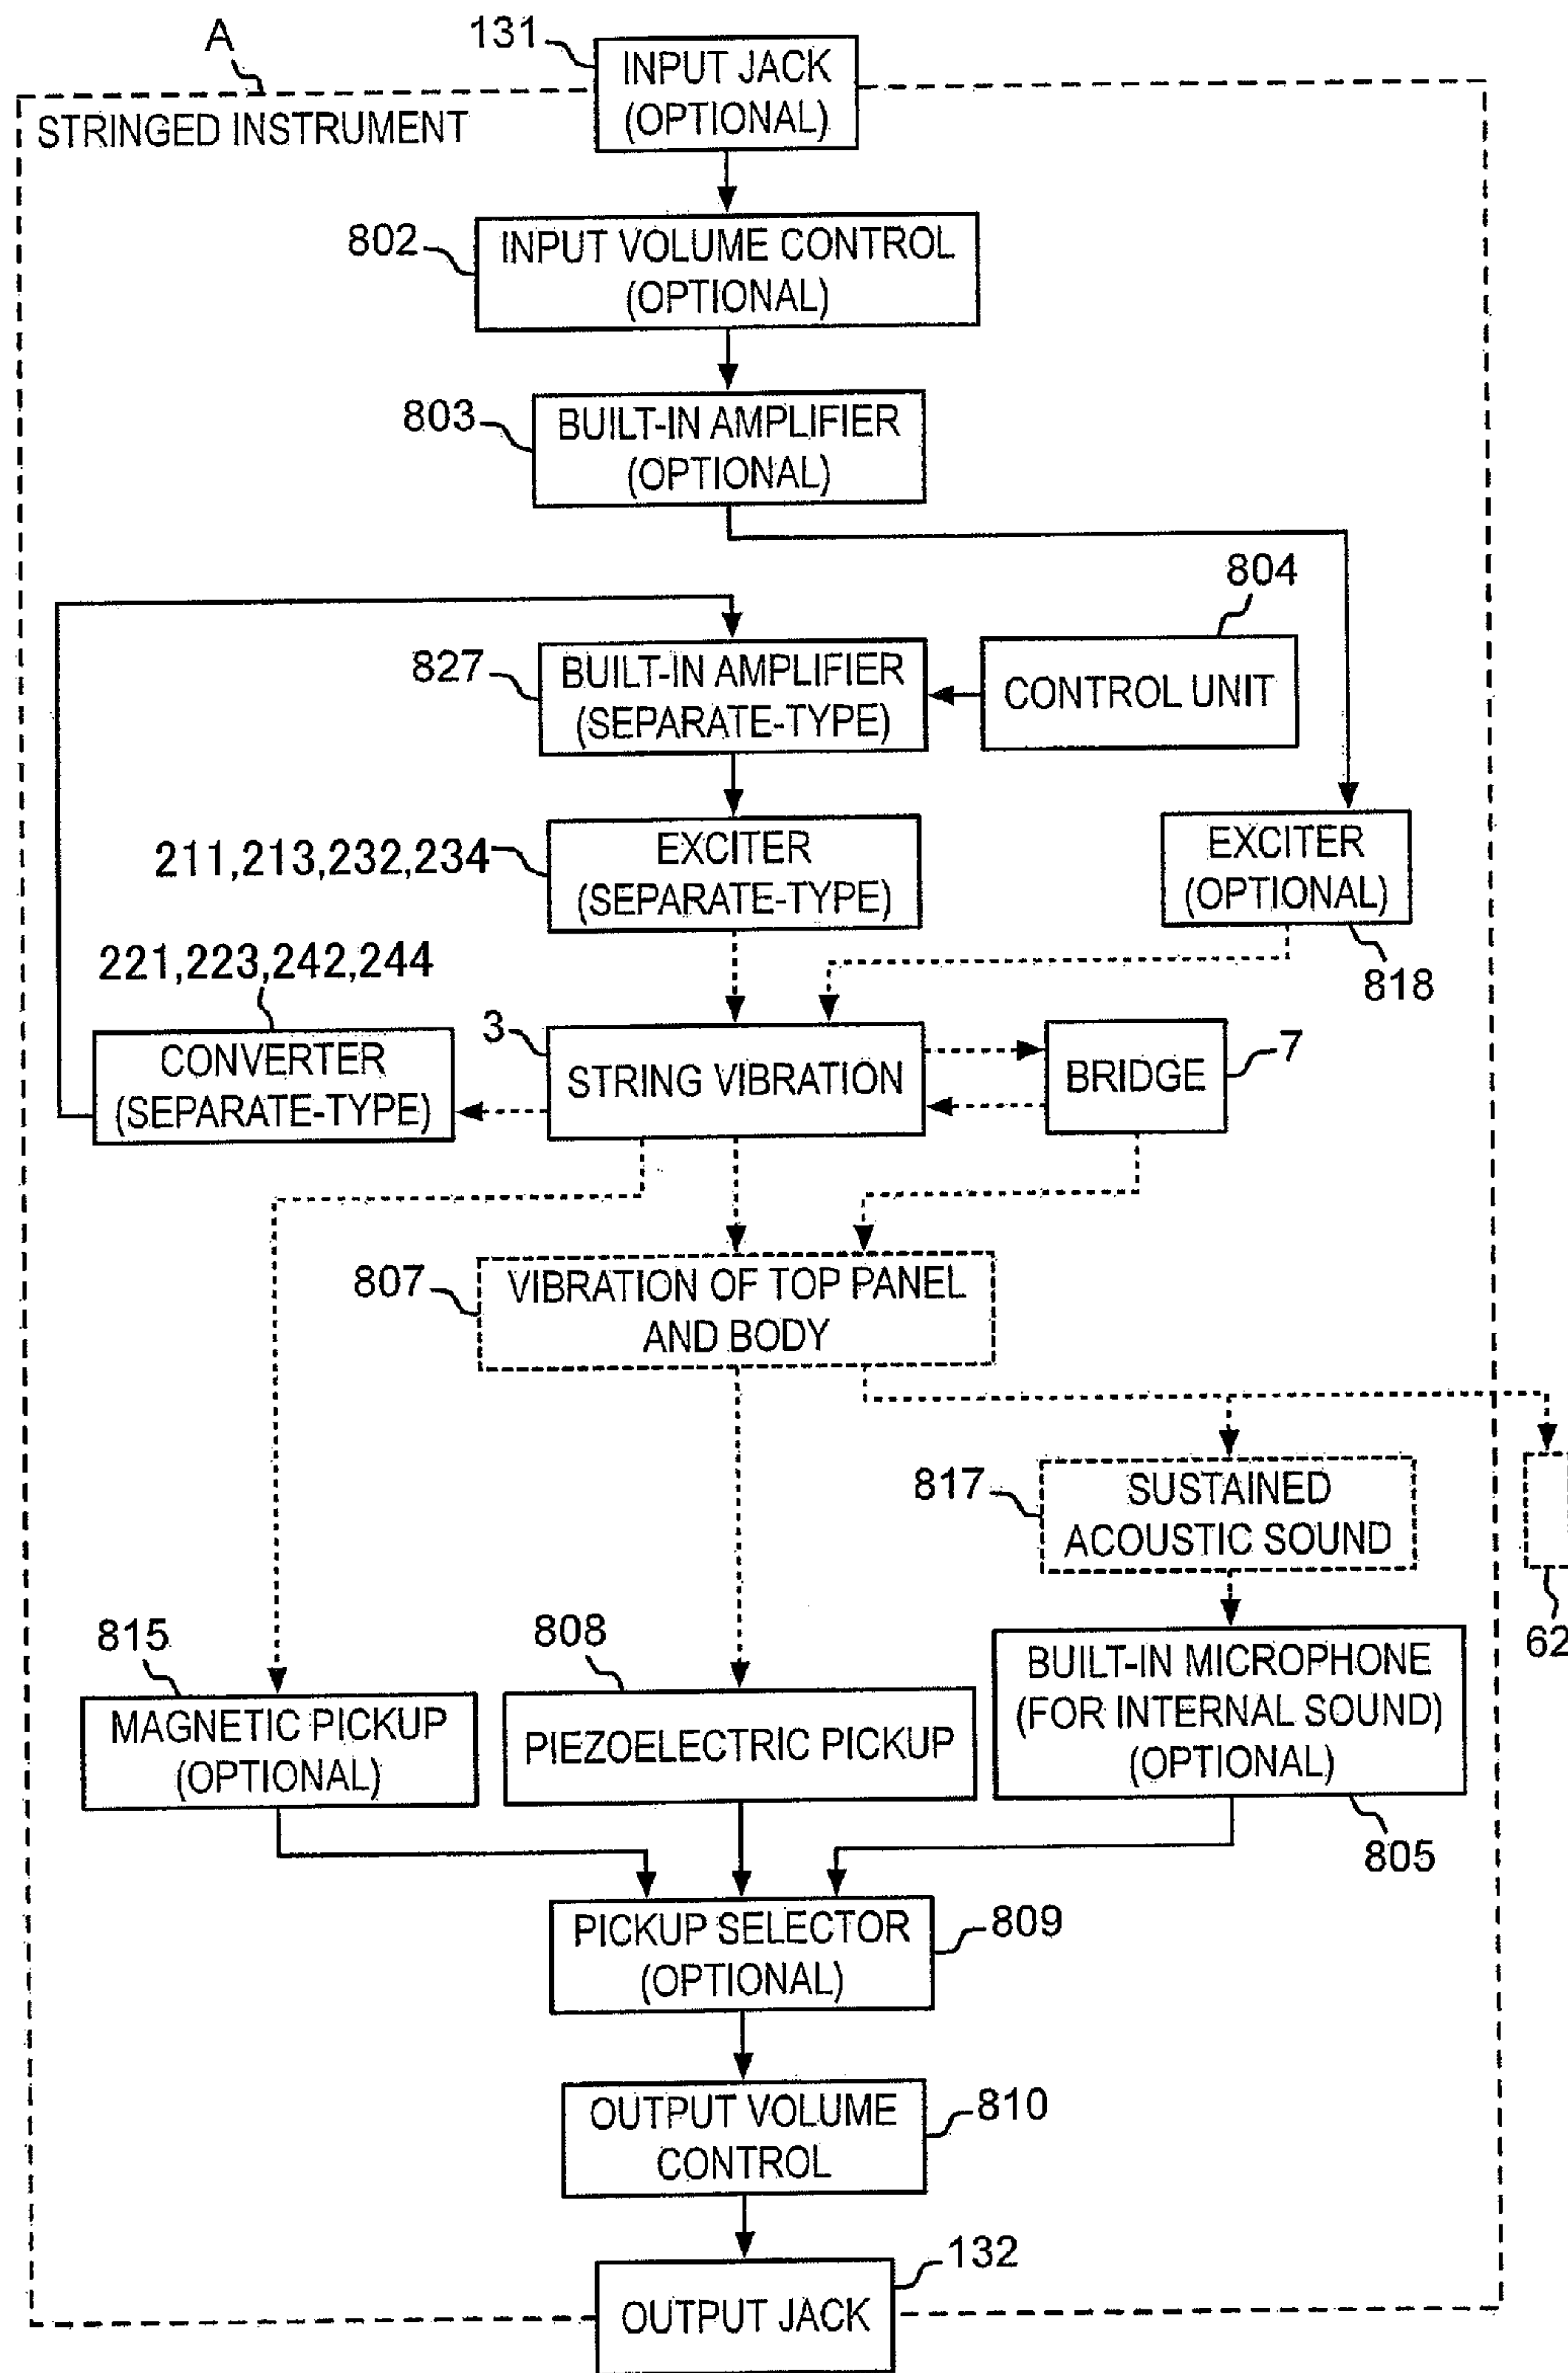 A
131
INPUT JACK
(OPTIONAL)
STRINGED INSTRUMENT
802
INPUT VOLUME CONTROL
(OPTIONAL)
803
BUILT-IN AMPLIFIER
(OPTIONAL)
804
827
BUILT-IN AMPLIFIER
(SEPARATE-TYPE)
CONTROL UNIT
211,213,232,234
EXCITER
(SEPARATE-TYPE)
EXCITER
(OPTIONAL)
818
221,223,242,244
CONVERTER
(SEPARATE-TYPE)
3
STRING VIBRATION
BRIDGE
7
807
VIBRATION OF TOP PANEL
AND BODY
817
SUSTAINED
ACOUSTIC SOUND
62
815
MAGNETIC PICKUP
(OPTIONAL)
808
PIEZOELECTRIC PICKUP
BUILT-IN MICROPHONE
(FOR INTERNAL SOUND)
(OPTIONAL)
805
PICKUP SELECTOR
(OPTIONAL)
809
OUTPUT VOLUME
CONTROL
810
132
OUTPUT JACK